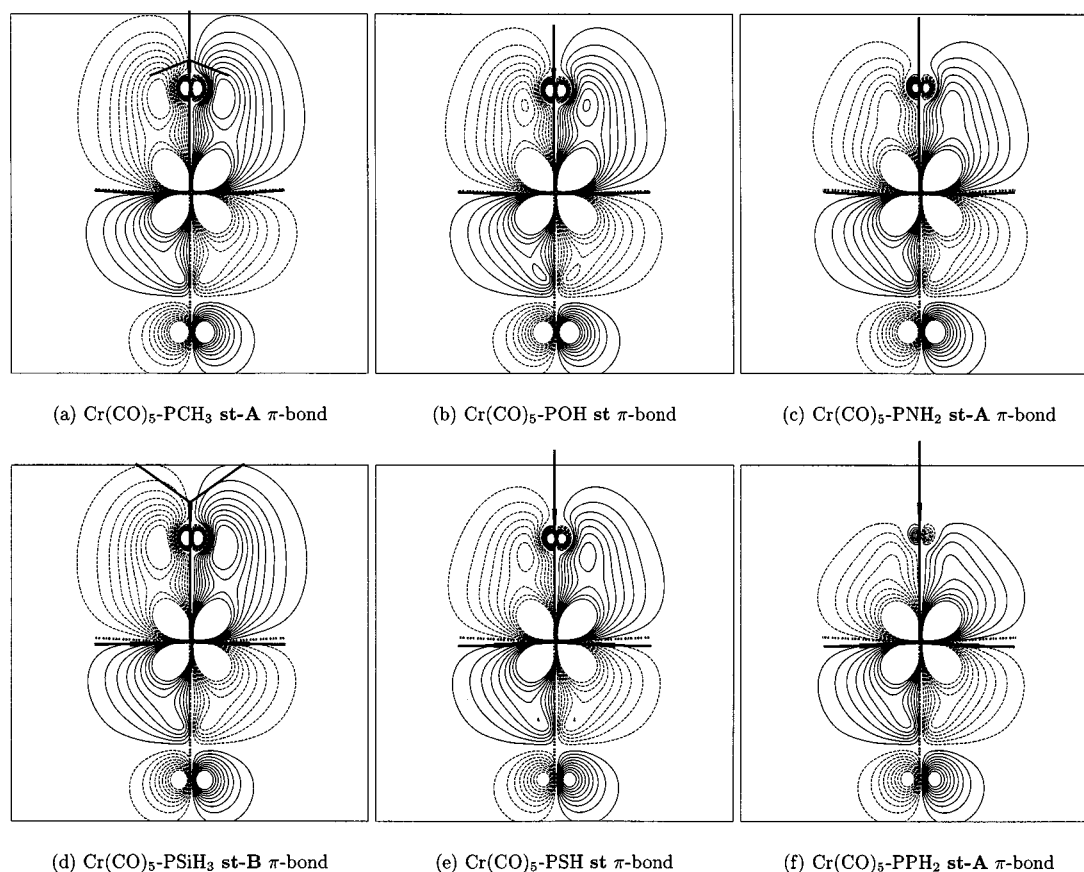 (a) Cr(CO)₅-PCH₃ st-A π-bond
(b) Cr(CO)₅-POH st π-bond
(c) Cr(CO)₅-PNH₂ st-A π-bond
(d) Cr(CO)₅-PSiH₃ st-B π-bond
(e) Cr(CO)₅-PSH st π-bond
(f) Cr(CO)₅-PPH₂ st-A π-bond